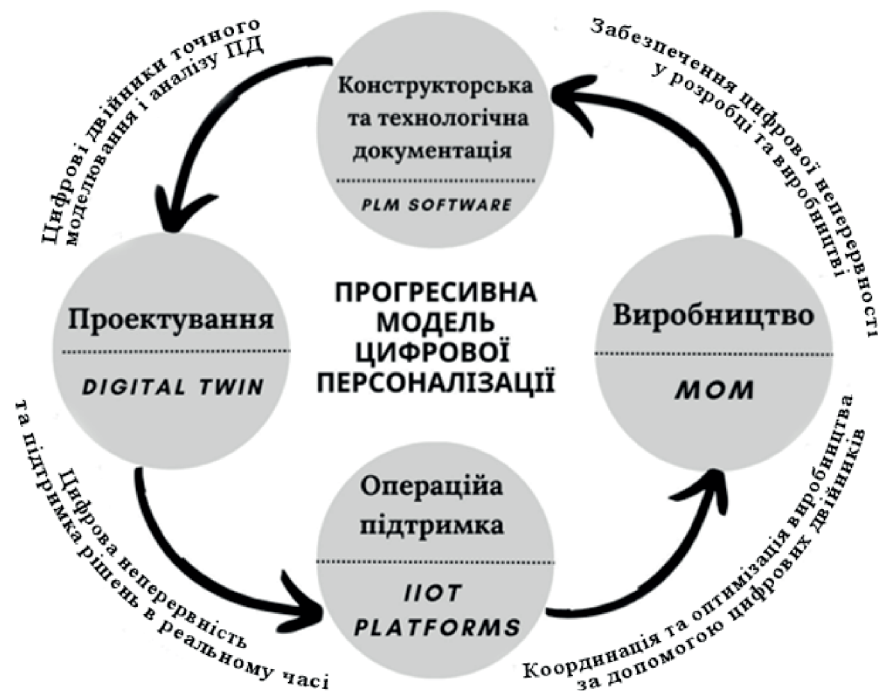 Цифрові двійники точного
моделювання і аналізу ПД
Забезпечення цифрової неперервності
у розробці та виробництві
Конструкторська
та технологічна
документація
PLM SOFTWARE
Проектування
DIGITAL TWIN
ПРОГРЕСИВНА
МОДЕЛЬ
ЦИФРОВОЇ
ПЕРСОНАЛІЗАЦІЇ
Виробництво
MOM
Операційа
підтримка
IIOT
PLATFORMS
Цифрова неперервність
та підтримка рішень в реальному часі
Координація та оптимізація виробництва
за допомогою цифрових двійників